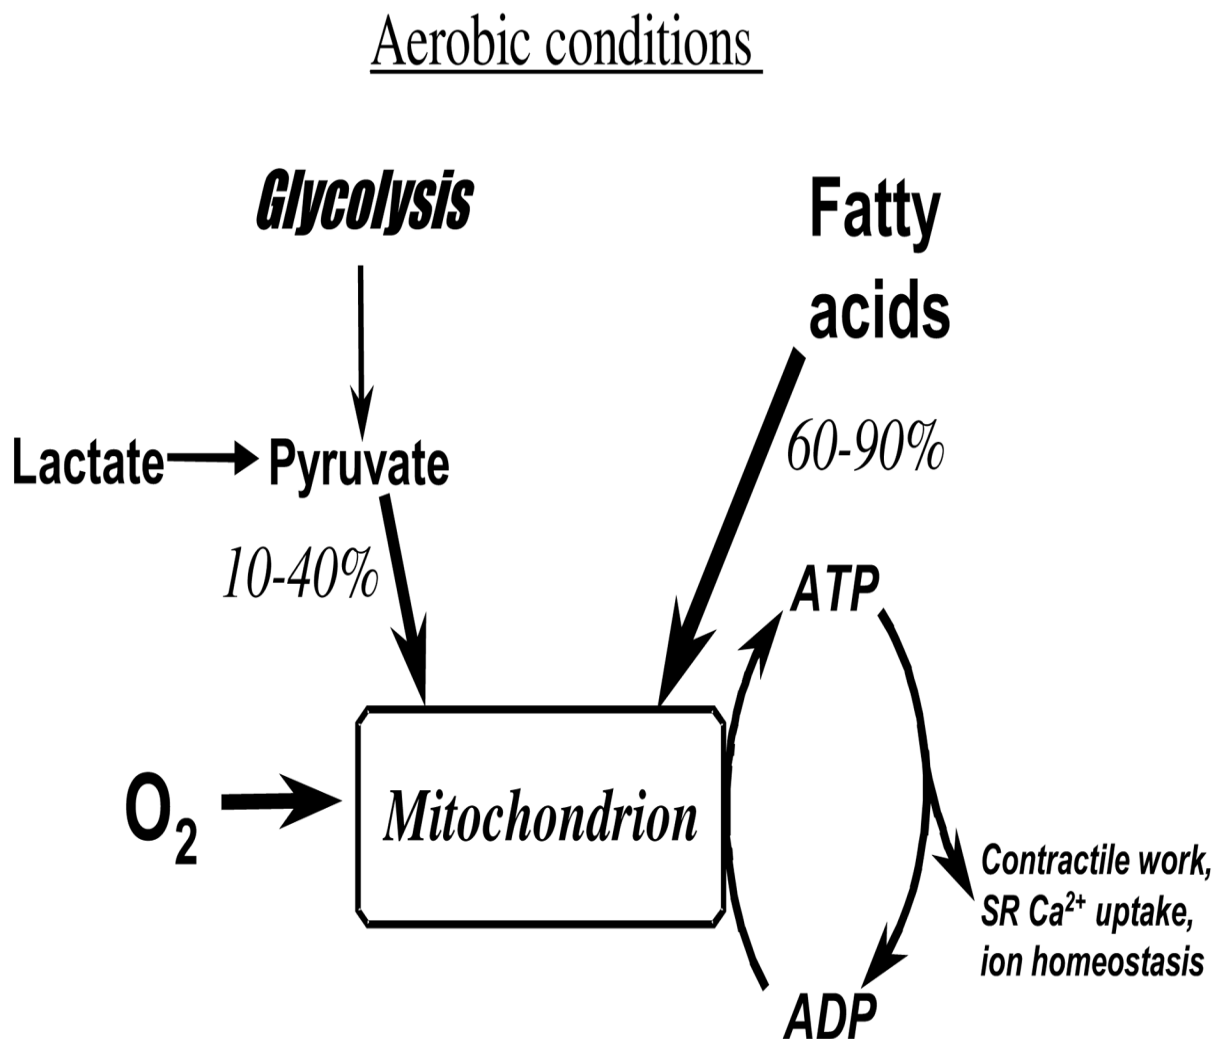 Aerobic conditions
Glycolysis
Fatty
acids
Lactate
Pyruvate
60-90%
10-40%
ATP
O₂
Mitochondrion
Contractile work,
SR Ca²⁺ uptake,
ion homeostasis
ADP